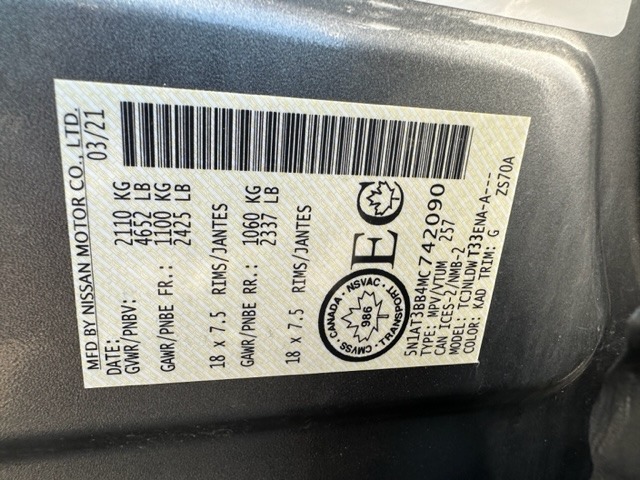 MFD BY NISSAN MOTOR CO., LTD.
DATE: 03/21
GVWR/PNBV: 2110 KG
4652 LB
GAWR/PNBE FR.: 1100 KG
2425 LB
18 x 7.5 RIMS/JANTES
GAWR/PNBE RR.: 1060 KG
2337 LB
18 x 7.5 RIMS/JANTES
CANADA · NSVAC · TRANSPORT · CMVSS ·
986
EC
5N1AT3BB4MC742090
TYPE: MPV/VTUM 257
CAN ICES-2/NMB-2
MODEL: TCJNLDWT33ENA-A----
COLOR: KAD TRIM: G ZS70A